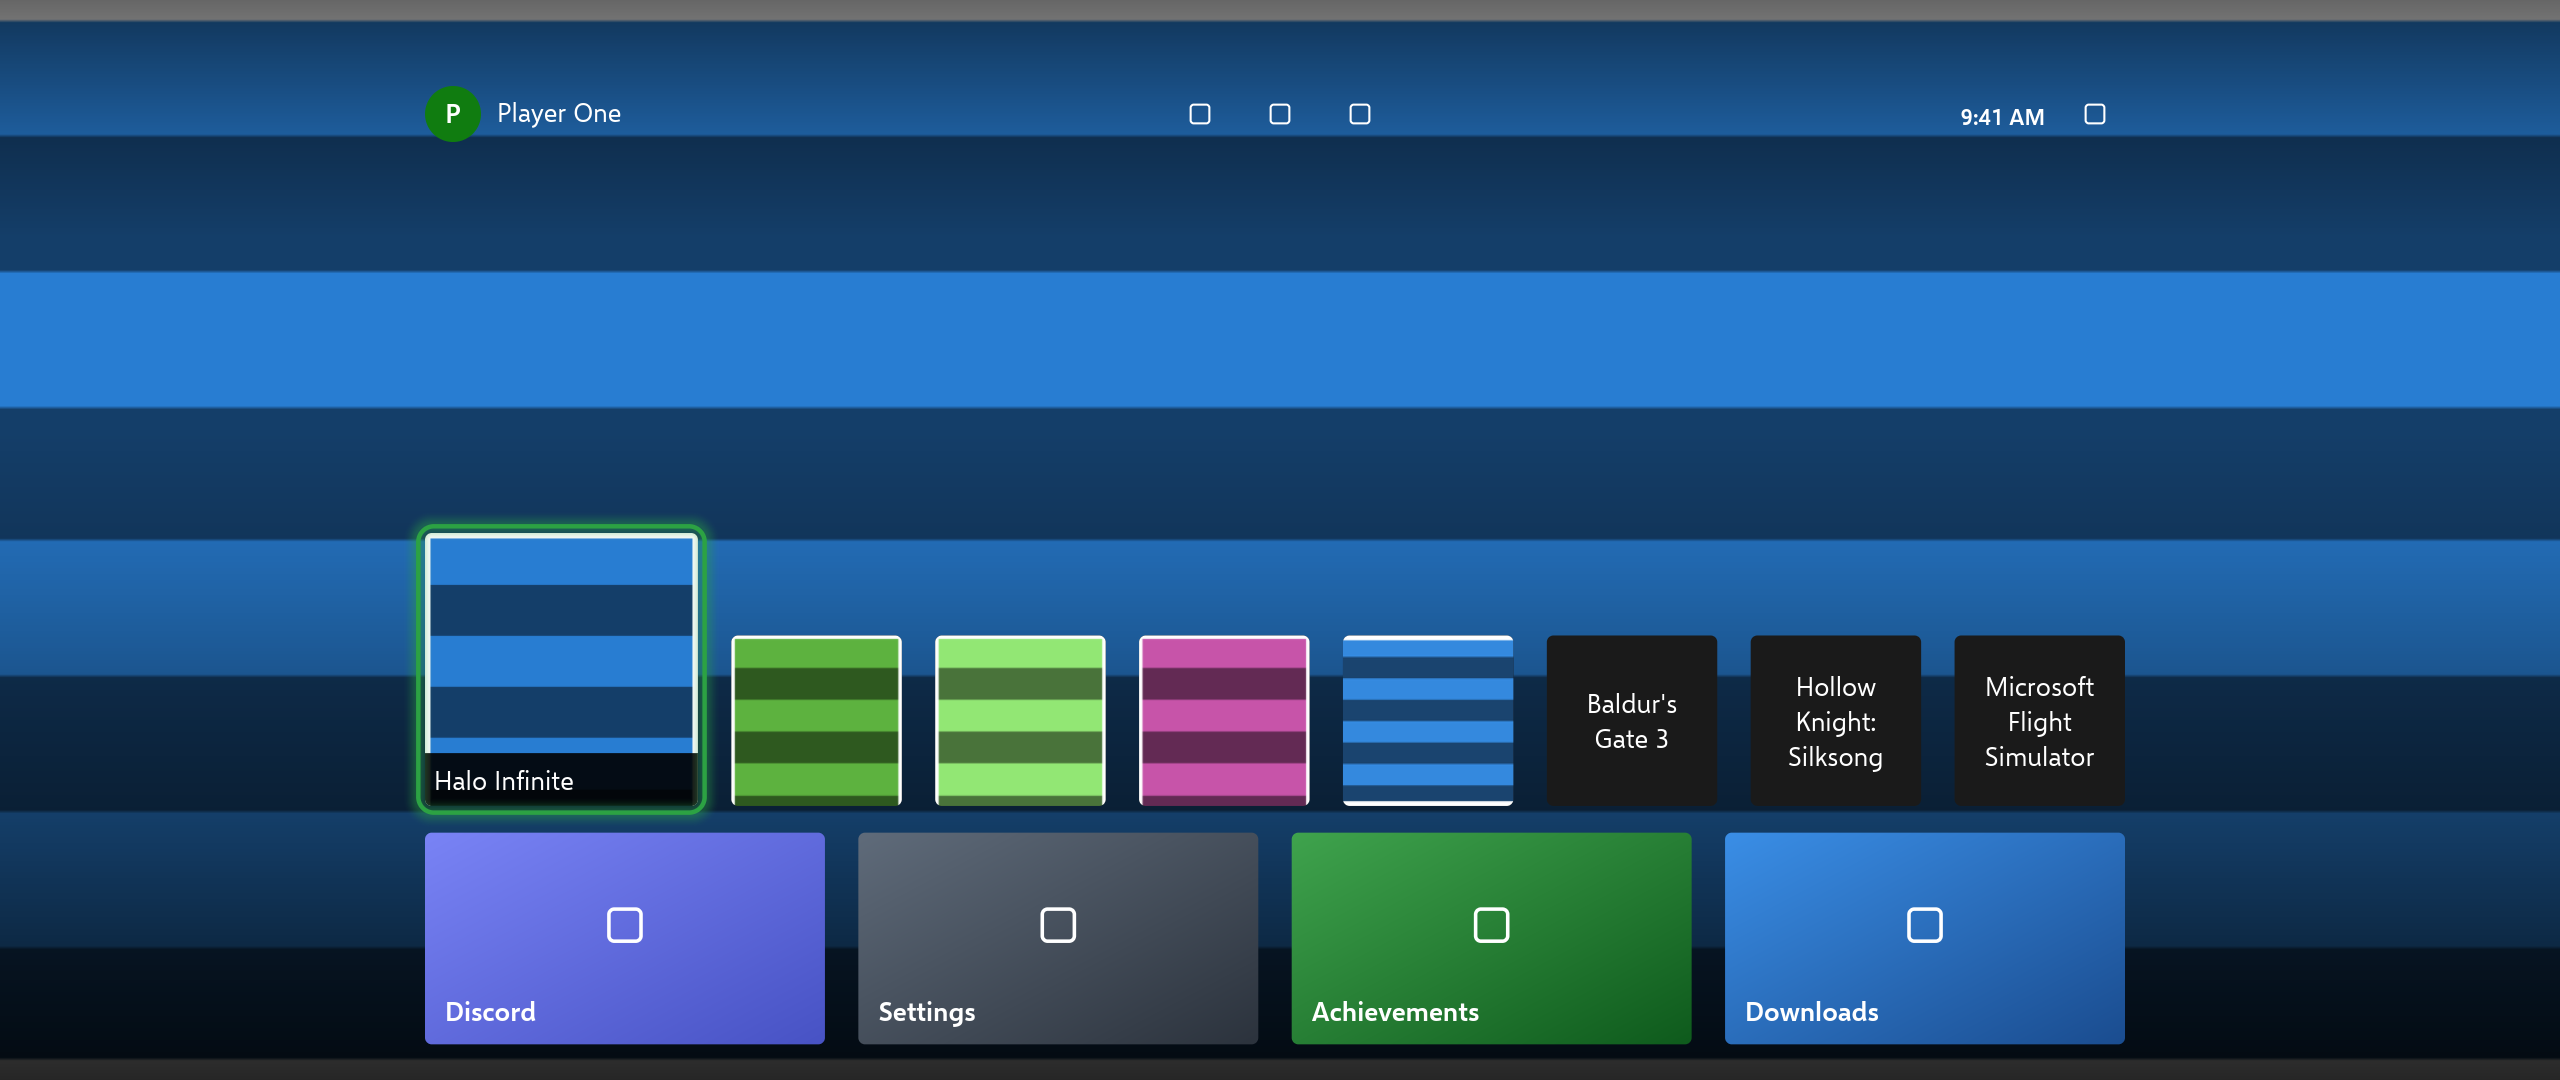 P
Player One
9:41 AM
Halo Infinite
Baldur's
Gate 3
Hollow
Knight:
Silksong
Microsoft
Flight
Simulator
Discord
Settings
Achievements
Downloads